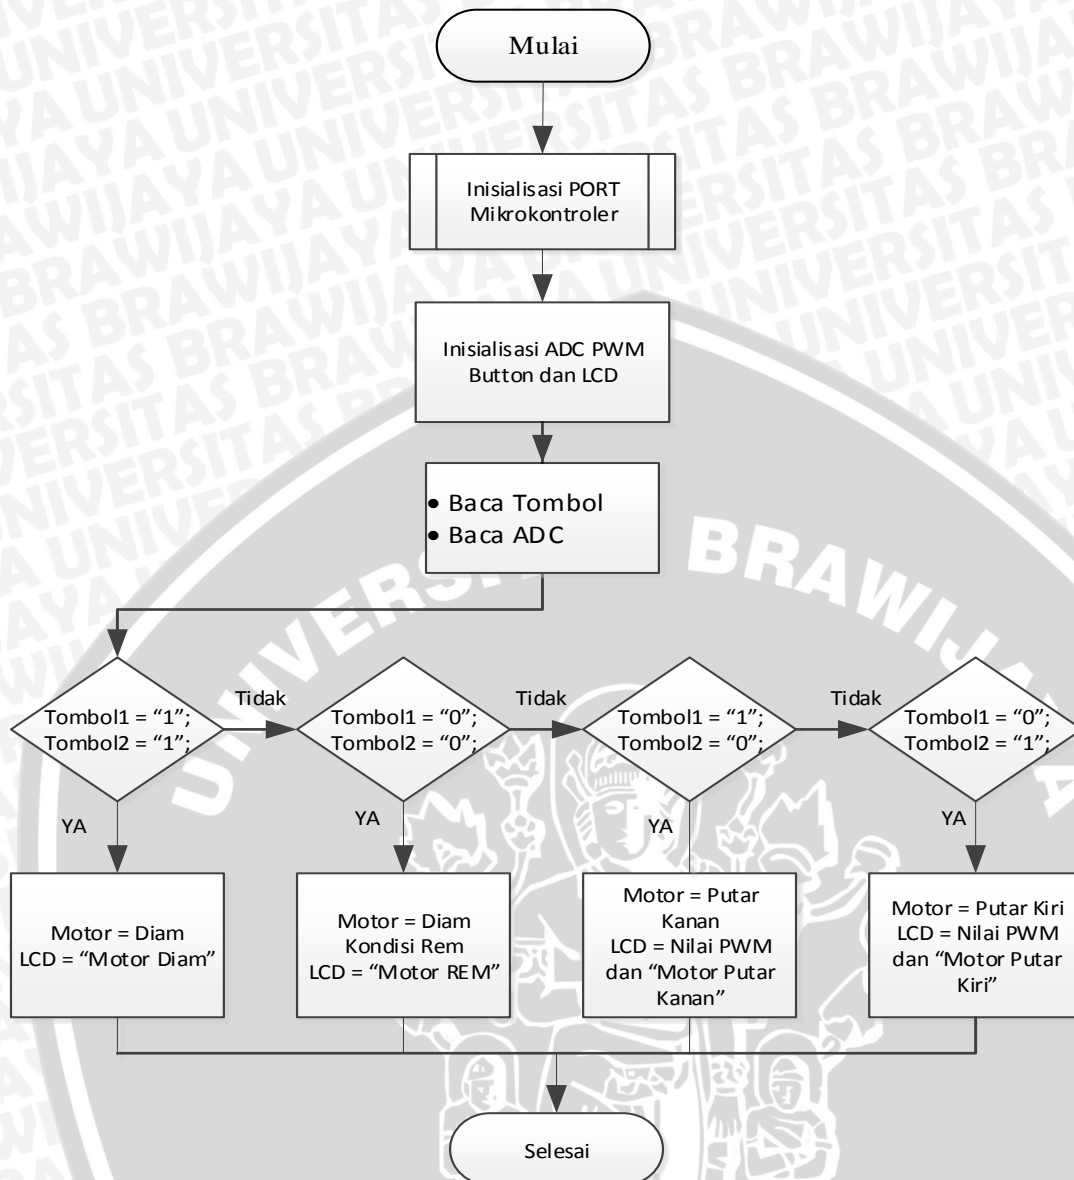 Mulai
Inisialisasi PORT
Mikrokontroler
Inisialisasi ADC PWM
Button dan LCD
• Baca Tombol
• Baca ADC
Tombol1 = “1”;
Tombol2 = “1”;
Tidak
Tombol1 = “0”;
Tombol2 = “0”;
Tidak
Tombol1 = “1”;
Tombol2 = “0”;
Tidak
Tombol1 = “0”;
Tombol2 = “1”;
YA
YA
YA
YA
Motor = Diam
LCD = “Motor Diam”
Motor = Diam
Kondisi Rem
LCD = “Motor REM”
Motor = Putar
Kanan
LCD = Nilai PWM
dan “Motor Putar
Kanan”
Motor = Putar Kiri
LCD = Nilai PWM
dan “Motor Putar
Kiri”
Selesai
UNIVERSITAS BRAWIJAYA